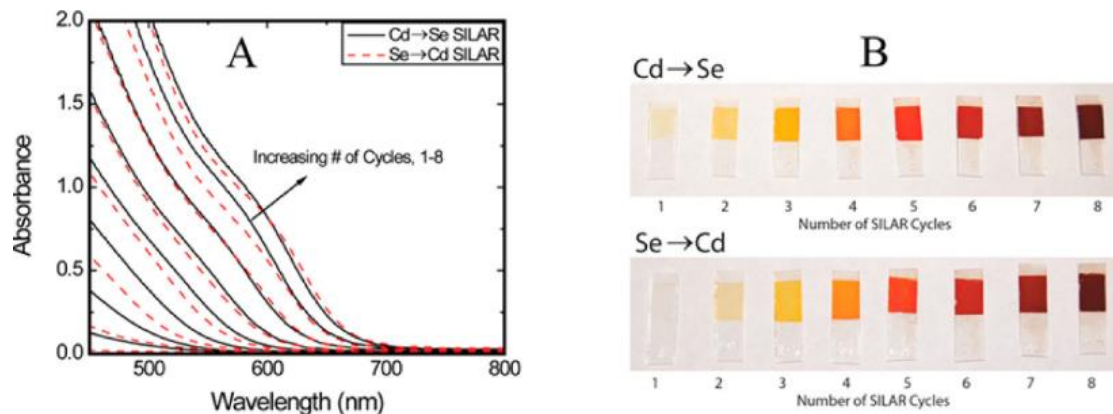 A
Cd→Se SILAR
Se→Cd SILAR
Increasing # of Cycles, 1-8
2.0
1.5
1.0
0.5
0.0
Absorbance
500 600 700 800
Wavelength (nm)
B
Cd→Se
1 2 3 4 5 6 7 8
Number of SILAR Cycles
Se→Cd
1 2 3 4 5 6 7 8
Number of SILAR Cycles